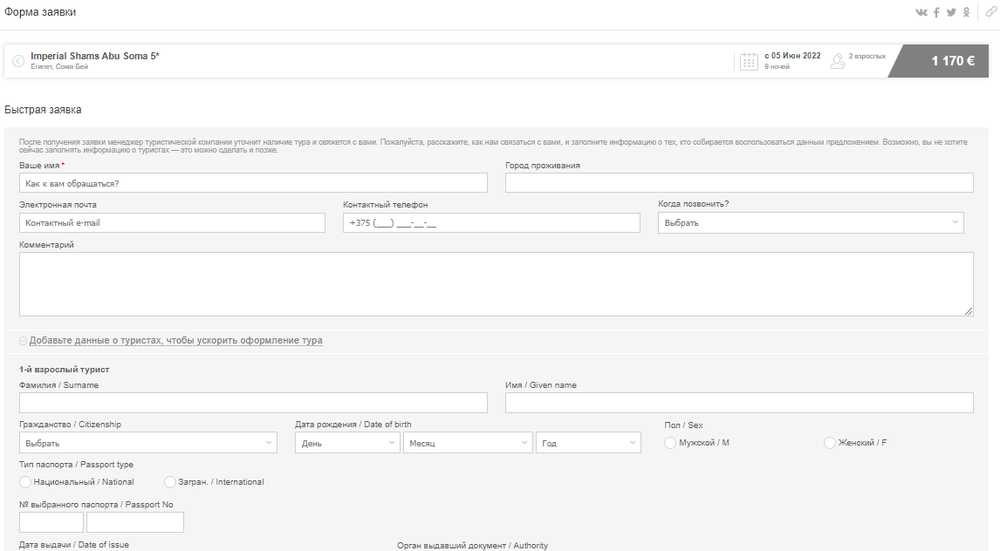 Форма заявки
Imperial Shams Abu Soma 5*
Египет, Сома-Бей
с 05 Июн 2022
9 ночей
2 взрослых
1 170 €
Быстрая заявка
После получения заявки менеджер туристической компании уточнит наличие тура и свяжется с вами. Пожалуйста, расскажите, как нам связаться с вами, и заполните информацию о тех, кто собирается воспользоваться данным предложением. Возможно, вы не хотите
сейчас заполнять информацию о туристах — это можно сделать и позже.
Ваше имя *
Город проживания
Как к вам обращаться?
Электронная почта
Контактный телефон
Когда позвонить?
Контактный e-mail
+375 (___) ___-__-__
Выбрать
Комментарий
Добавьте данные о туристах, чтобы ускорить оформление тура
1-й взрослый турист
Фамилия / Surname
Имя / Given name
Гражданство / Citizenship
Дата рождения / Date of birth
Пол / Sex
Выбрать
День
Месяц
Год
Мужской / M
Женский / F
Тип паспорта / Passport type
Национальный / National
Загран. / International
№ выбранного паспорта / Passport No
Дата выдачи / Date of issue
Орган выдавший документ / Authority